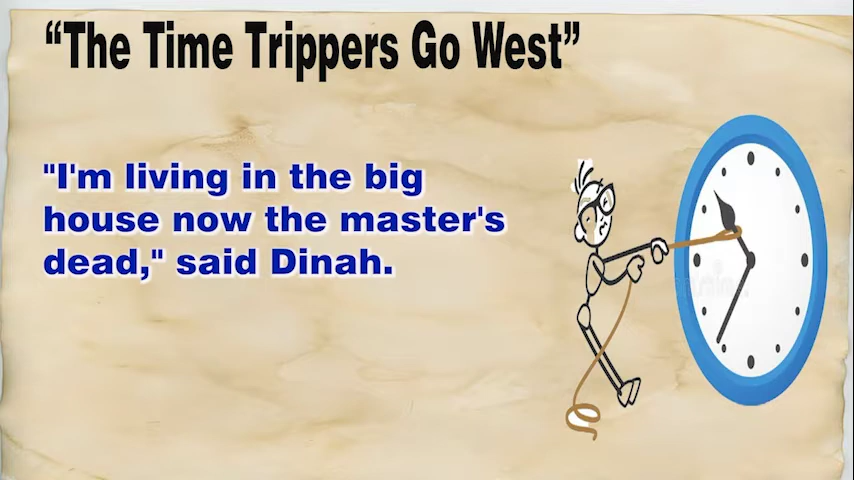 “The Time Trippers Go West”
"I'm living in the big
house now the master's
dead," said Dinah.